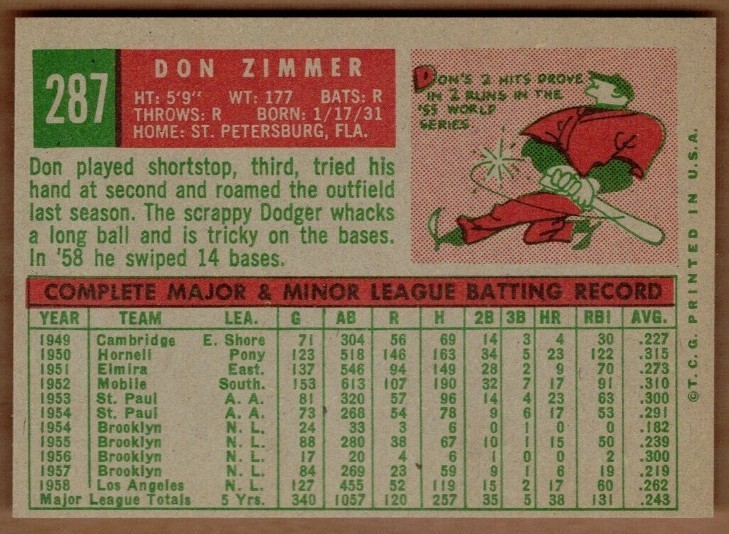 287
DON ZIMMER
HT: 5'9" WT: 177 BATS: R
THROWS: R BORN: 1/17/31
HOME: ST. PETERSBURG, FLA.
DON'S 2 HITS DROVE
IN 2 RUNS IN THE
'55 WORLD
SERIES.
Don played shortstop, third, tried his
hand at second and roamed the outfield
last season. The scrappy Dodger whacks
a long ball and is tricky on the bases.
In '58 he swiped 14 bases.
COMPLETE MAJOR & MINOR LEAGUE BATTING RECORD
YEAR TEAM LEA. G AB R H 2B 3B HR RBI AVG.
1949 Cambridge E. Shore 71 304 56 69 14 3 4 30 .227
1950 Hornell Pony 123 518 146 163 34 5 23 122 .315
1951 Elmira East. 137 546 94 149 28 2 9 70 .273
1952 Mobile South. 153 613 107 190 32 7 17 91 .310
1953 St. Paul A. A. 81 320 57 96 14 4 23 63 .300
1954 St. Paul A. A. 73 268 54 78 9 6 17 53 .291
1954 Brooklyn N. L. 24 33 3 6 0 1 0 0 .182
1955 Brooklyn N. L. 88 280 38 67 10 1 15 50 .239
1956 Brooklyn N. L. 17 20 4 6 1 0 0 2 .300
1957 Brooklyn N. L. 84 269 23 59 9 1 6 19 .219
1958 Los Angeles N. L. 127 455 52 119 15 2 17 60 .262
Major League Totals 5 Yrs. 340 1057 120 257 35 5 38 131 .243
© T. C. G. PRINTED IN U. S. A.